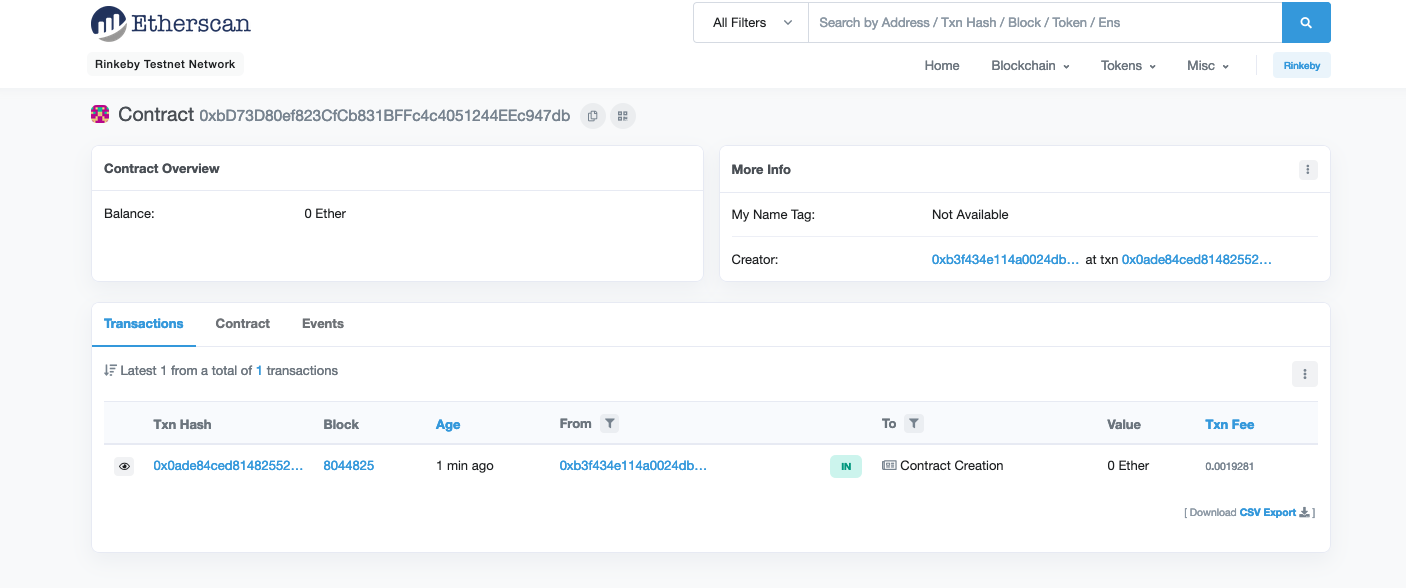 Etherscan
All Filters Search by Address / Txn Hash / Block / Token / Ens
Rinkeby Testnet Network
Home Blockchain Tokens Misc Rinkeby
Contract 0xbD73D80ef823CfCb831BFFc4c4051244EEc947db
Contract Overview
Balance: 0 Ether
More Info
My Name Tag: Not Available
Creator: 0xb3f434e114a0024db... at txn 0x0ade84ced81482552...
Transactions Contract Events
Latest 1 from a total of 1 transactions
Txn Hash Block Age From To Value Txn Fee
0x0ade84ced81482552... 8044825 1 min ago 0xb3f434e114a0024db... IN Contract Creation 0 Ether 0.0019281
[ Download CSV Export ]